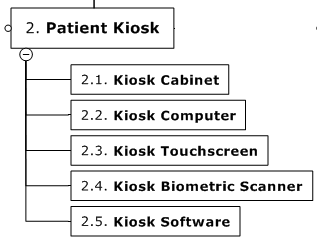 2. Patient Kiosk
2.1. Kiosk Cabinet
2.2. Kiosk Computer
2.3. Kiosk Touchscreen
2.4. Kiosk Biometric Scanner
2.5. Kiosk Software